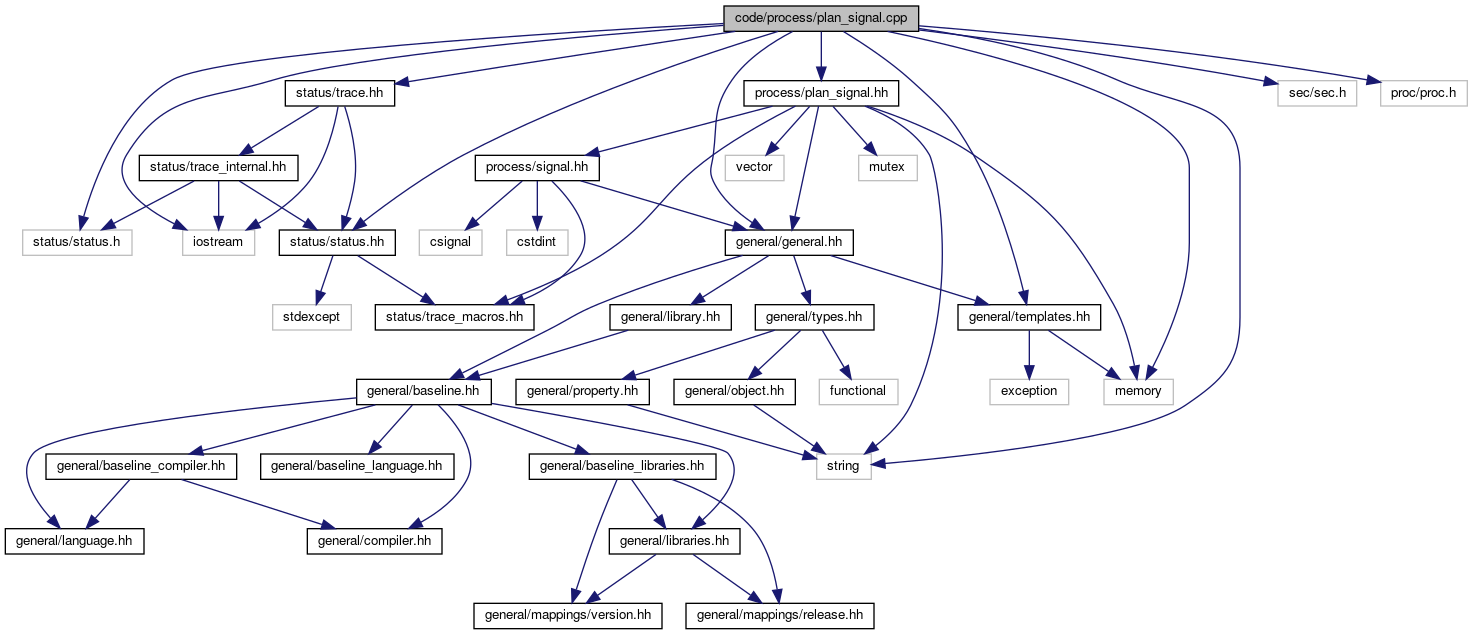 code/process/plan_signal.cpp
status/trace.hh
process/plan_signal.hh
sec/sec.h
proc/proc.h
status/trace_internal.hh
process/signal.hh
vector
mutex
status/status.h
iostream
status/status.hh
csignal
cstdint
general/general.hh
stdexcept
status/trace_macros.hh
general/library.hh
general/types.hh
general/templates.hh
general/baseline.hh
general/property.hh
general/object.hh
functional
exception
memory
general/baseline_compiler.hh
general/baseline_language.hh
general/baseline_libraries.hh
string
general/language.hh
general/compiler.hh
general/libraries.hh
general/mappings/version.hh
general/mappings/release.hh